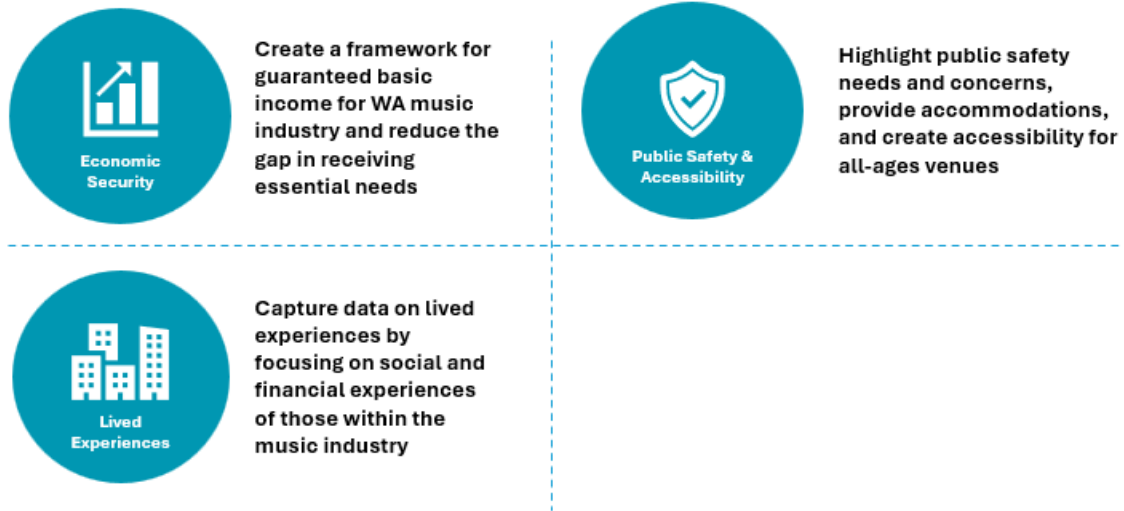 Economic
Security
Create a framework for
guaranteed basic
income for WA music
industry and reduce the
gap in receiving
essential needs
Public Safety &
Accessibility
Highlight public safety
needs and concerns,
provide accommodations,
and create accessibility for
all-ages venues
Lived
Experiences
Capture data on lived
experiences by
focusing on social and
financial experiences
of those within the
music industry